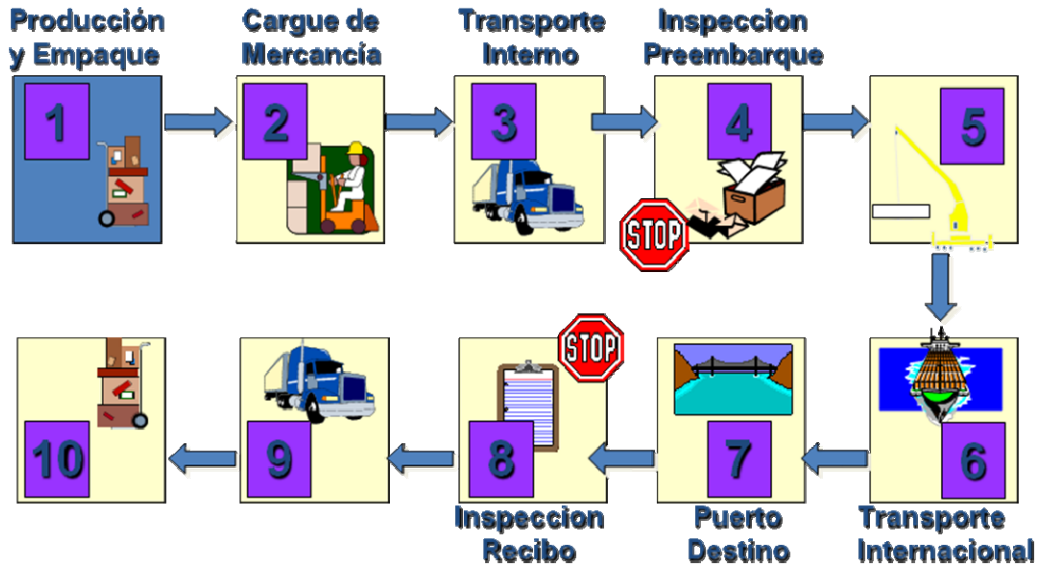 Producción
y Empaque
Cargue de
Mercancía
Transporte
Interno
Inspeccion
Preembarque
1
2
3
4
5
STOP
STOP
10
9
8
7
6
Inspeccion
Recibo
Puerto
Destino
Transporte
Internacional